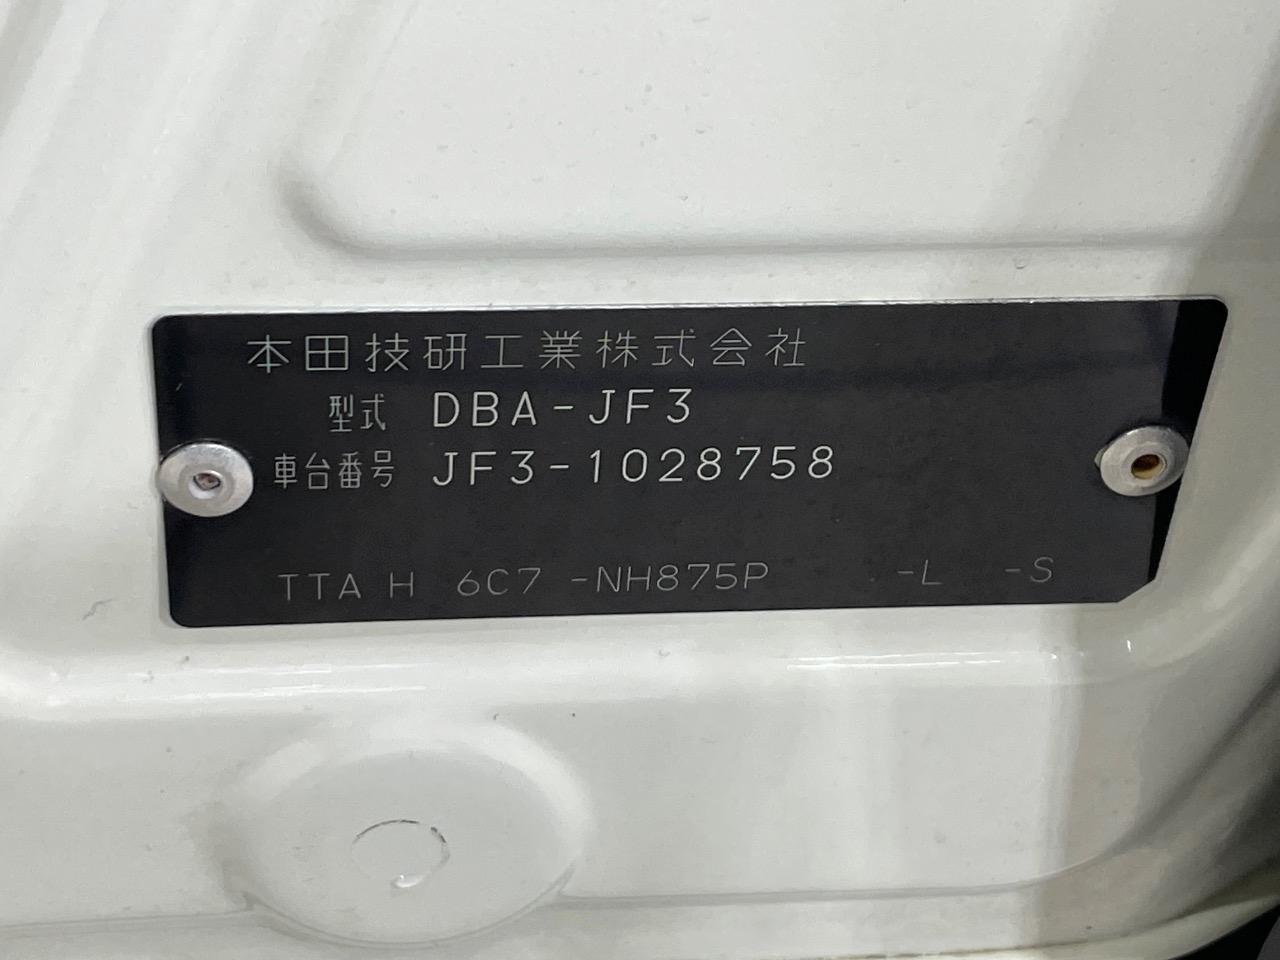 本田技研工業株式会社
型式 DBA-JF3
車台番号 JF3-1028758
TTA H 6C7 -NH875P -L -S